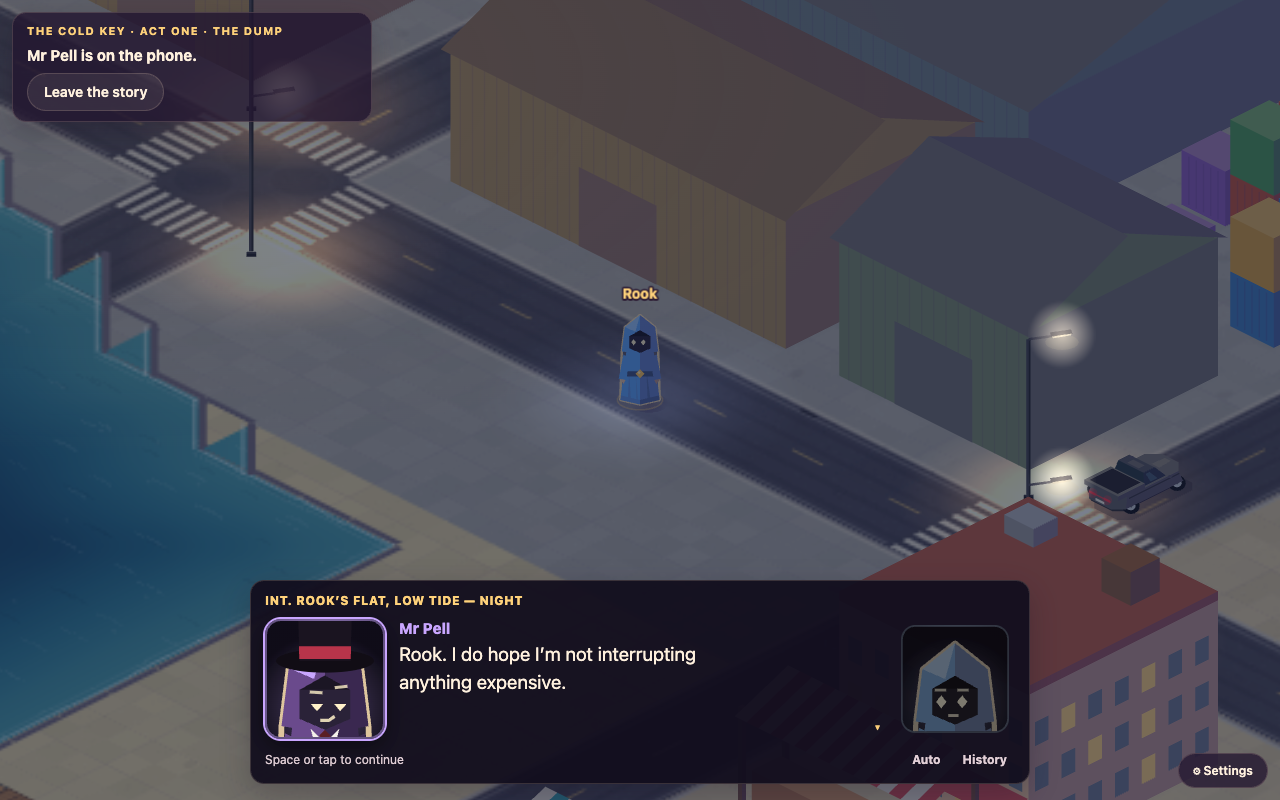 THE COLD KEY · ACT ONE · THE DUMP
Mr Pell is on the phone.
Leave the story
Rook
INT. ROOK’S FLAT, LOW TIDE — NIGHT
Mr Pell
Rook. I do hope I’m not interrupting
anything expensive.
Space or tap to continue
Auto
History
Settings